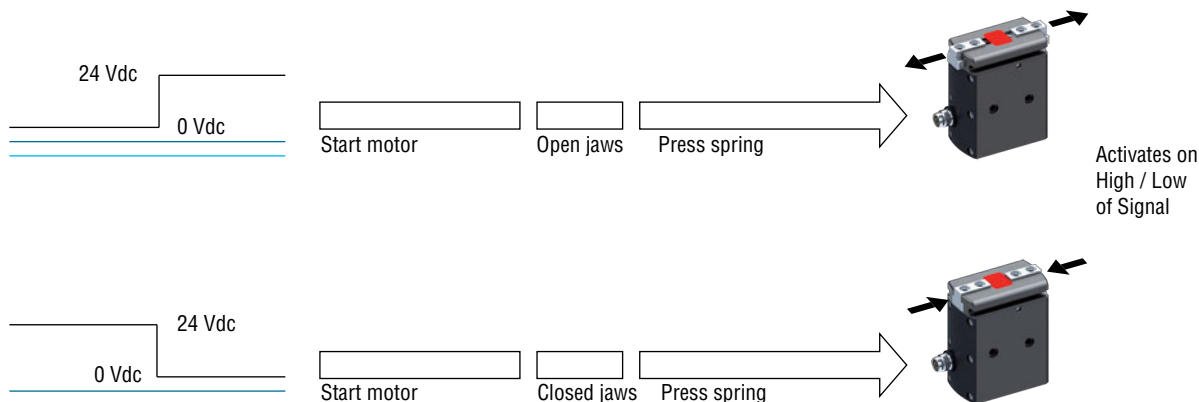 24 Vdc
0 Vdc
Start motor
Open jaws
Press spring
Activates on
High / Low
of Signal
24 Vdc
0 Vdc
Start motor
Closed jaws
Press spring